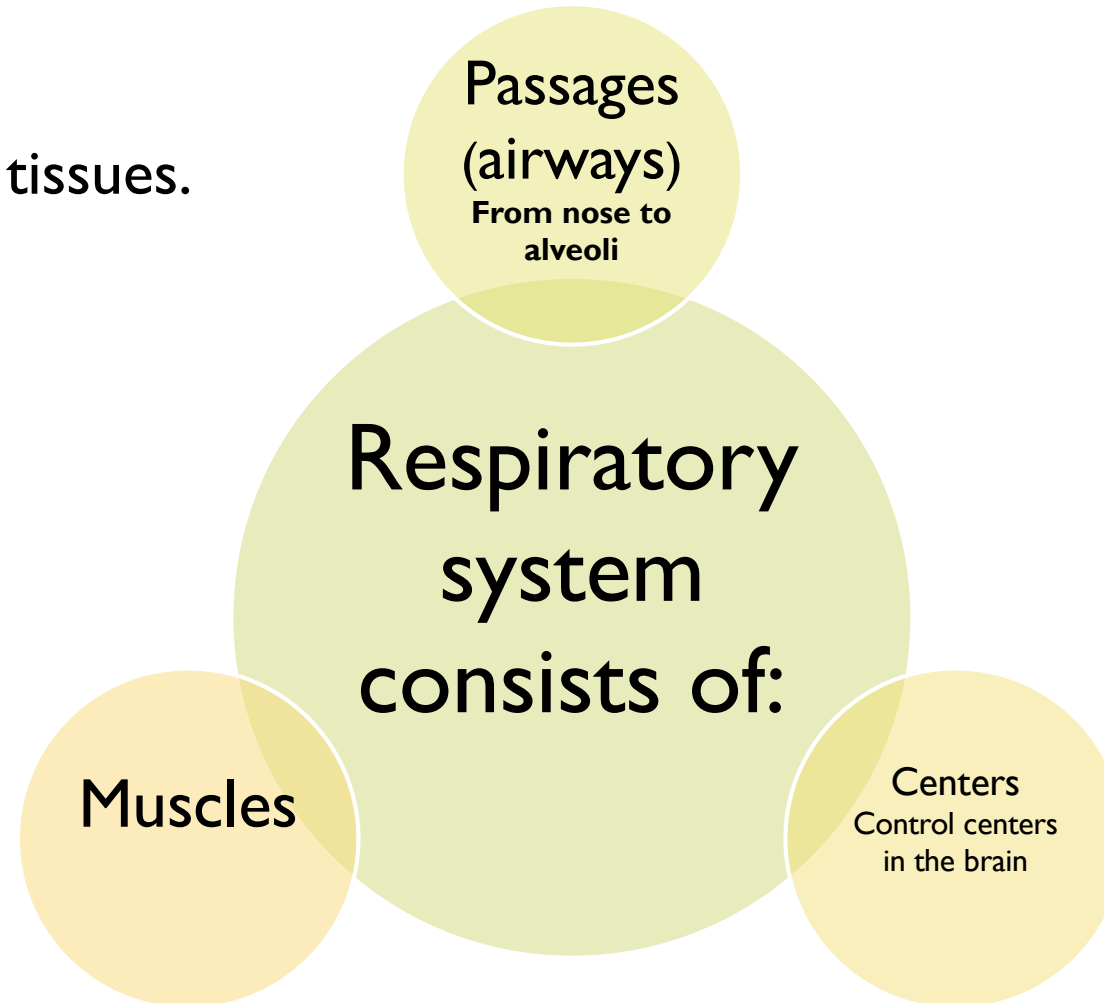 tissues.
Passages
(airways)
From nose to
alveoli
Respiratory
system
consists of:
Muscles
Centers
Control centers
in the brain